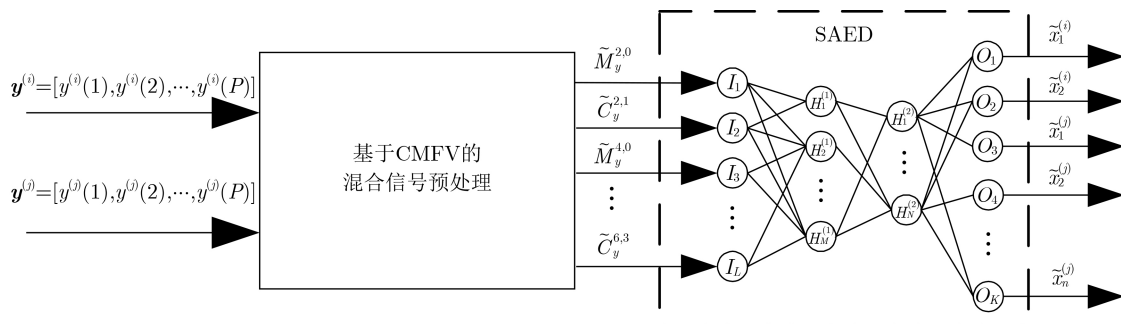 y^{(i)}=[y^{(i)}(1),y^{(i)}(2),···,y^{(i)}(P)]
y^{(j)}=[y^{(j)}(1),y^{(j)}(2),···,y^{(j)}(P)]
基于CMFV的
混合信号预处理
M̃_y^{2,0}
C̃_y^{2,1}
M̃_y^{4,0}
⋮
C̃_y^{6,3}
SAED
I_1
I_2
I_3
⋮
I_L
H_1^{(1)}
H_2^{(1)}
⋮
H_M^{(1)}
H_1^{(2)}
⋮
H_N^{(2)}
O_1
O_2
O_3
O_4
⋮
O_K
x̃_1^{(i)}
x̃_2^{(i)}
x̃_1^{(j)}
x̃_2^{(j)}
x̃_n^{(j)}